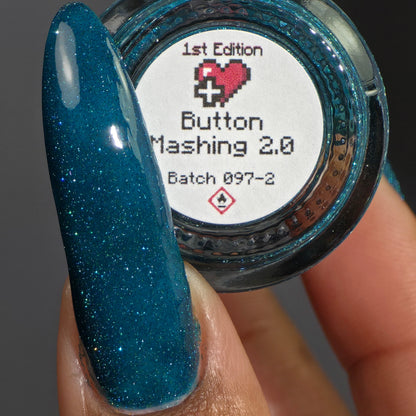 1st Edition
Button
Mashing 2.0
Batch 097-2